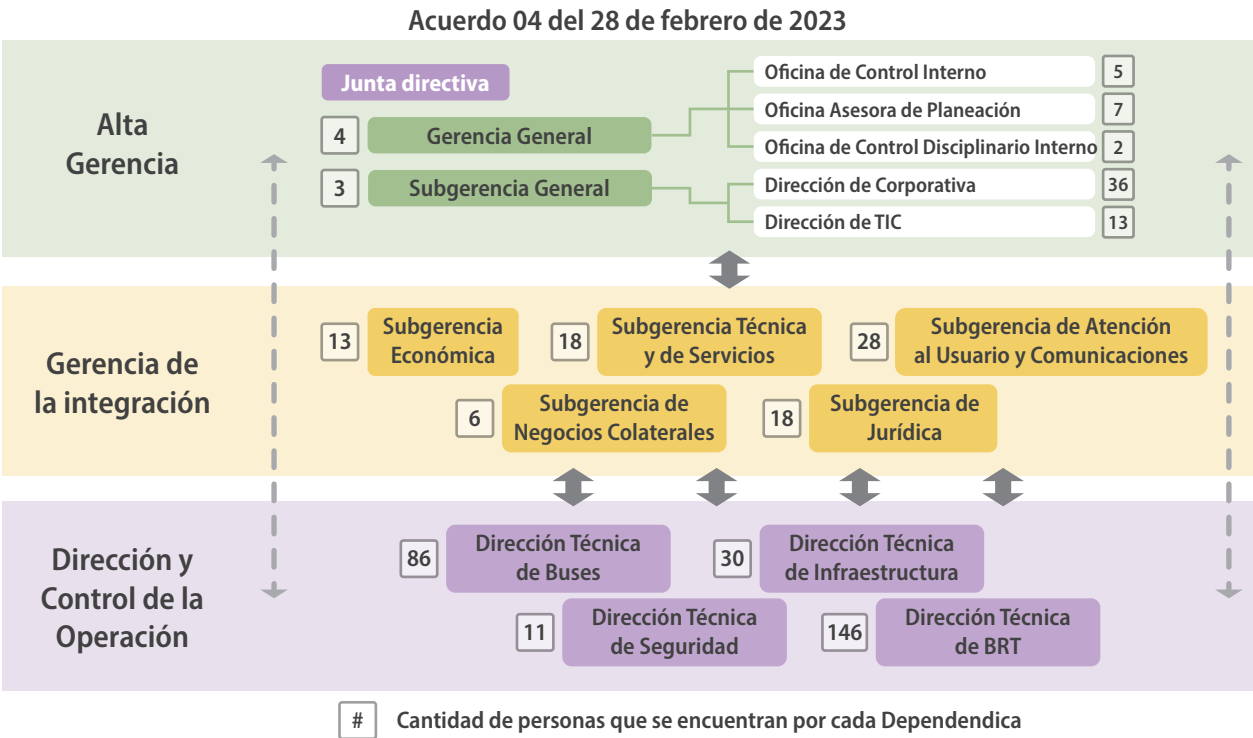 Acuerdo 04 del 28 de febrero de 2023
Alta
Gerencia
Junta directiva
4
Gerencia General
3
Subgerencia General
Oficina de Control Interno
5
Oficina Asesora de Planeación
7
Oficina de Control Disciplinario Interno
2
Dirección de Corporativa
36
Dirección de TIC
13
Gerencia de
la integración
13
Subgerencia
Económica
18
Subgerencia Técnica
y de Servicios
28
Subgerencia de Atención
al Usuario y Comunicaciones
6
Subgerencia de
Negocios Colaterales
18
Subgerencia de
Jurídica
Dirección y
Control de la
Operación
86
Dirección Técnica
de Buses
30
Dirección Técnica
de Infraestructura
11
Dirección Técnica
de Seguridad
146
Dirección Técnica
de BRT
#
Cantidad de personas que se encuentran por cada Dependendica